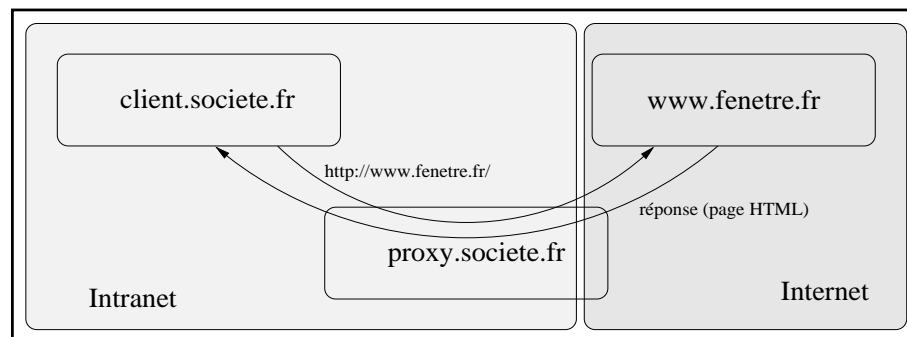 client.societe.fr
www.fenetre.fr
http://www.fenetre.fr/
réponse (page HTML)
proxy.societe.fr
Intranet
Internet